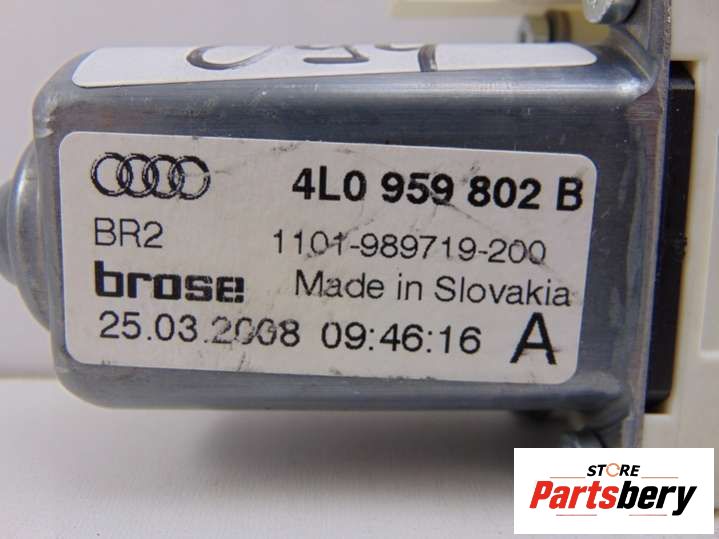 4L0 959 802 B
BR2 1101-989719-200
brose Made in Slovakia
25.03.2008 09:46:16 A
STORE
Partsbery